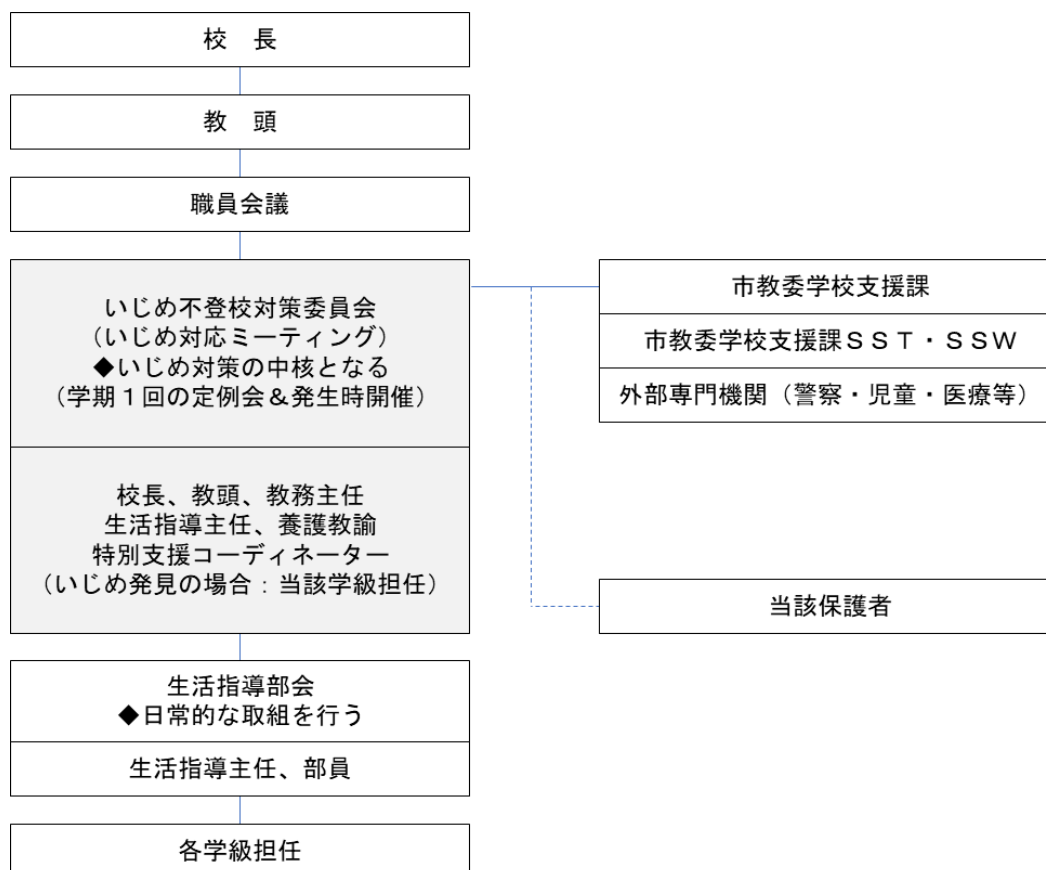 校　長
教　頭
職員会議
いじめ不登校対策委員会
（いじめ対応ミーティング）
◆いじめ対策の中核となる
（学期１回の定例会＆発生時開催）
校長、教頭、教務主任
生活指導主任、養護教諭
特別支援コーディネーター
（いじめ発見の場合：当該学級担任）
生活指導部会
◆日常的な取組を行う
生活指導主任、部員
各学級担任
市教委学校支援課
市教委学校支援課ＳＳＴ・ＳＳＷ
外部専門機関（警察・児童・医療等）
当該保護者